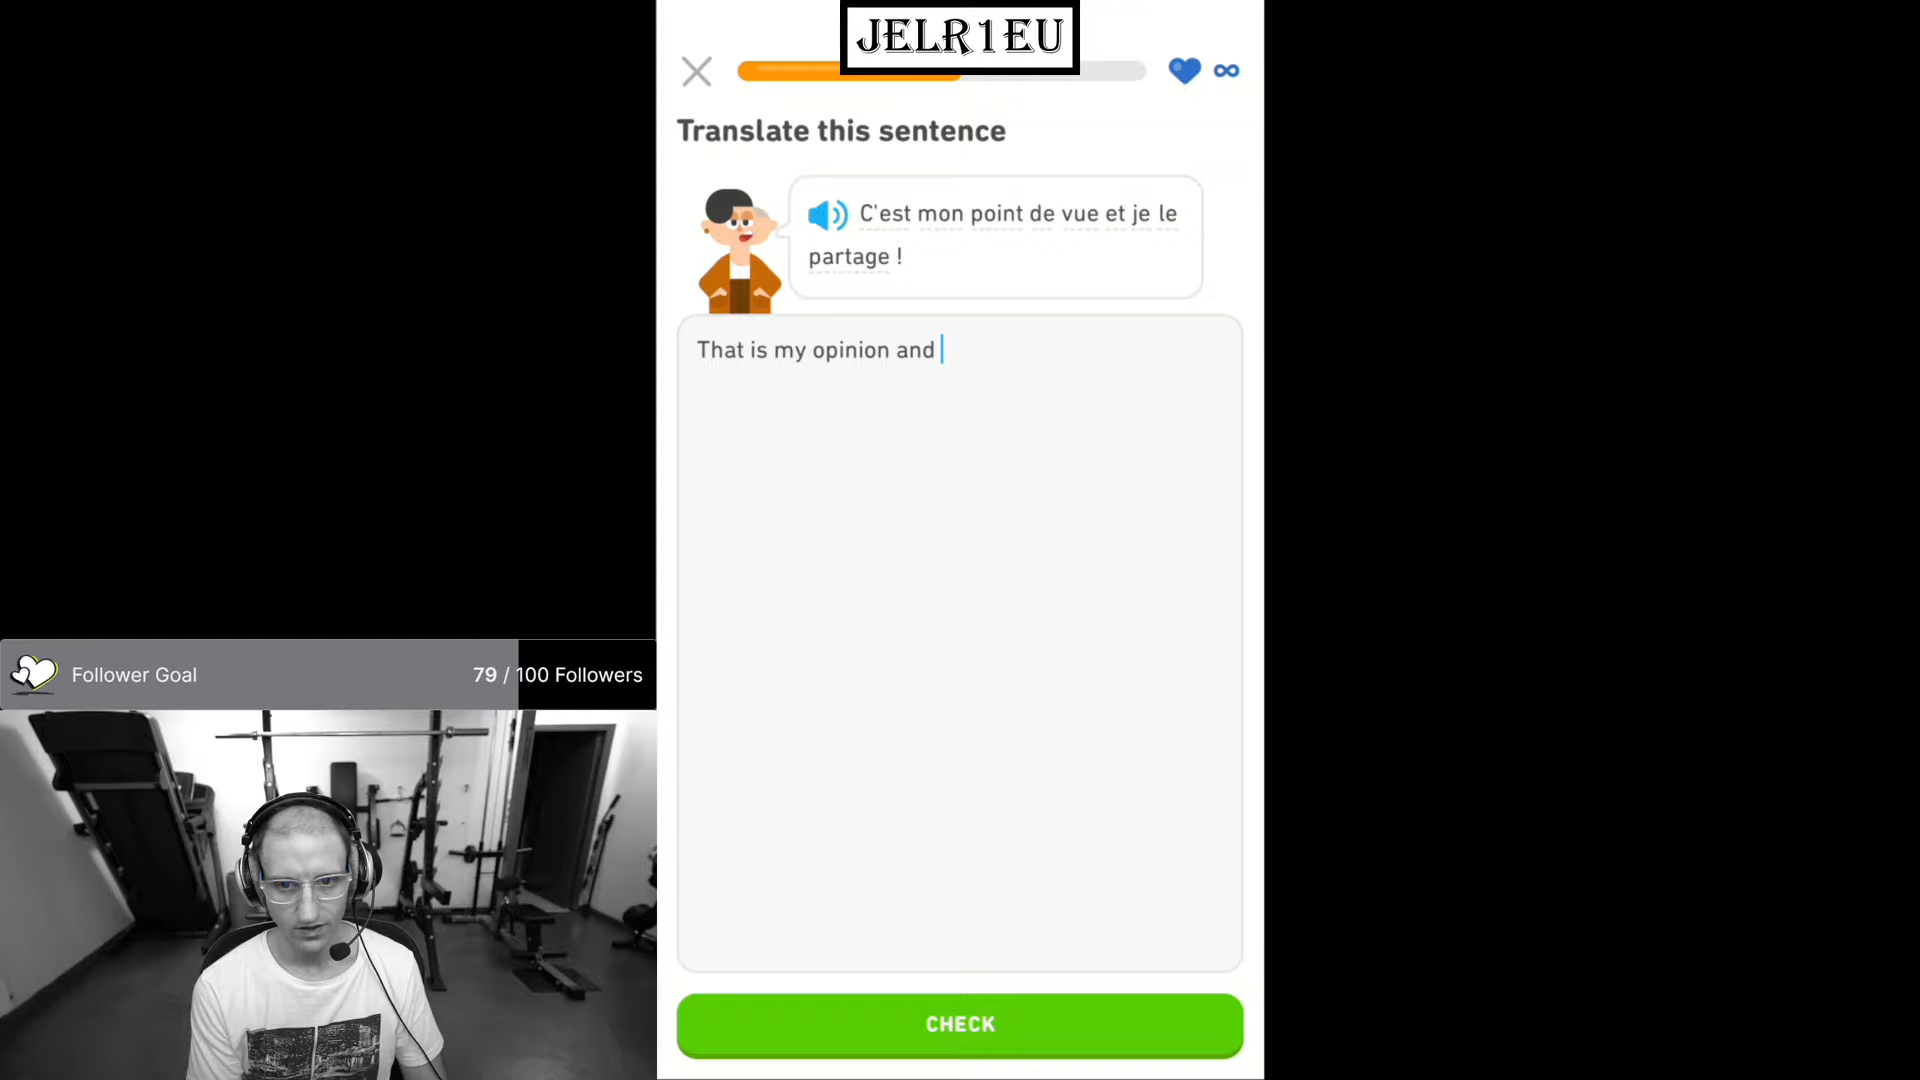 JELR1EU
Translate this sentence
C'est mon point de vue et je le
partage !
That is my opinion and
Follower Goal
79 / 100 Followers
CHECK